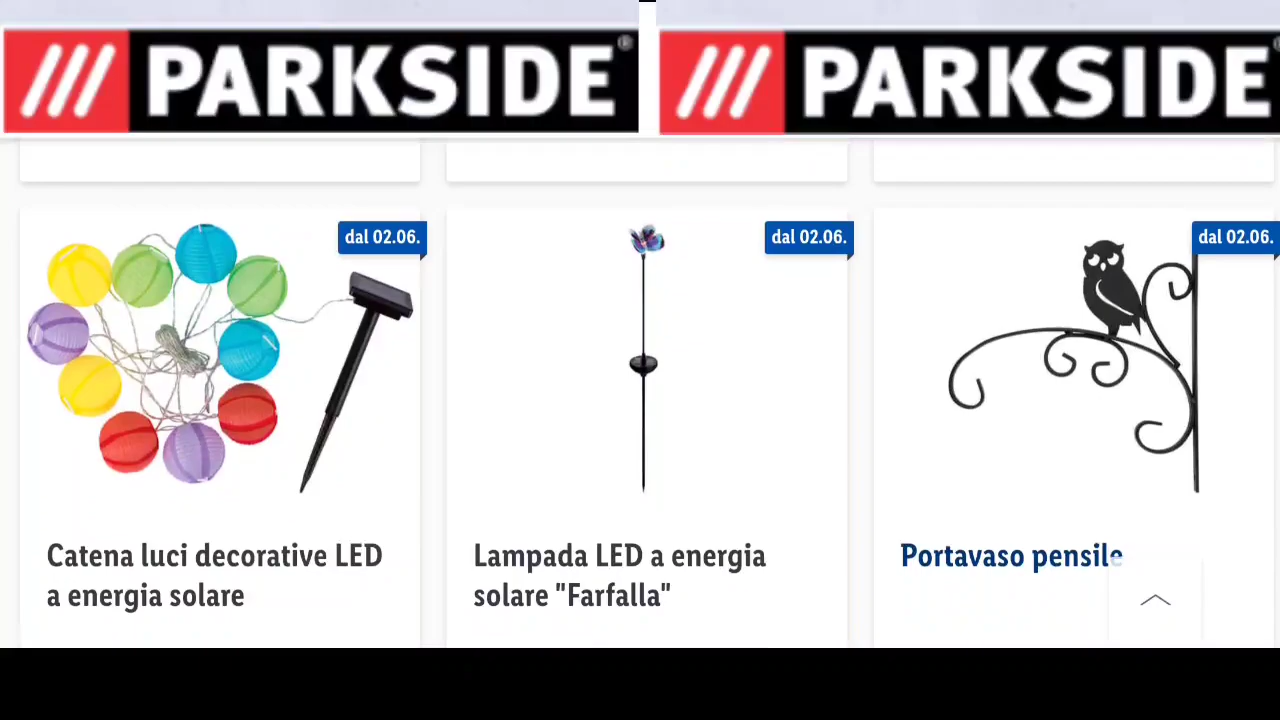 PARKSIDE®
PARKSIDE
dal 02.06.
dal 02.06.
dal 02.06.
Catena luci decorative LED
a energia solare
Lampada LED a energia
solare "Farfalla"
Portavaso pensile